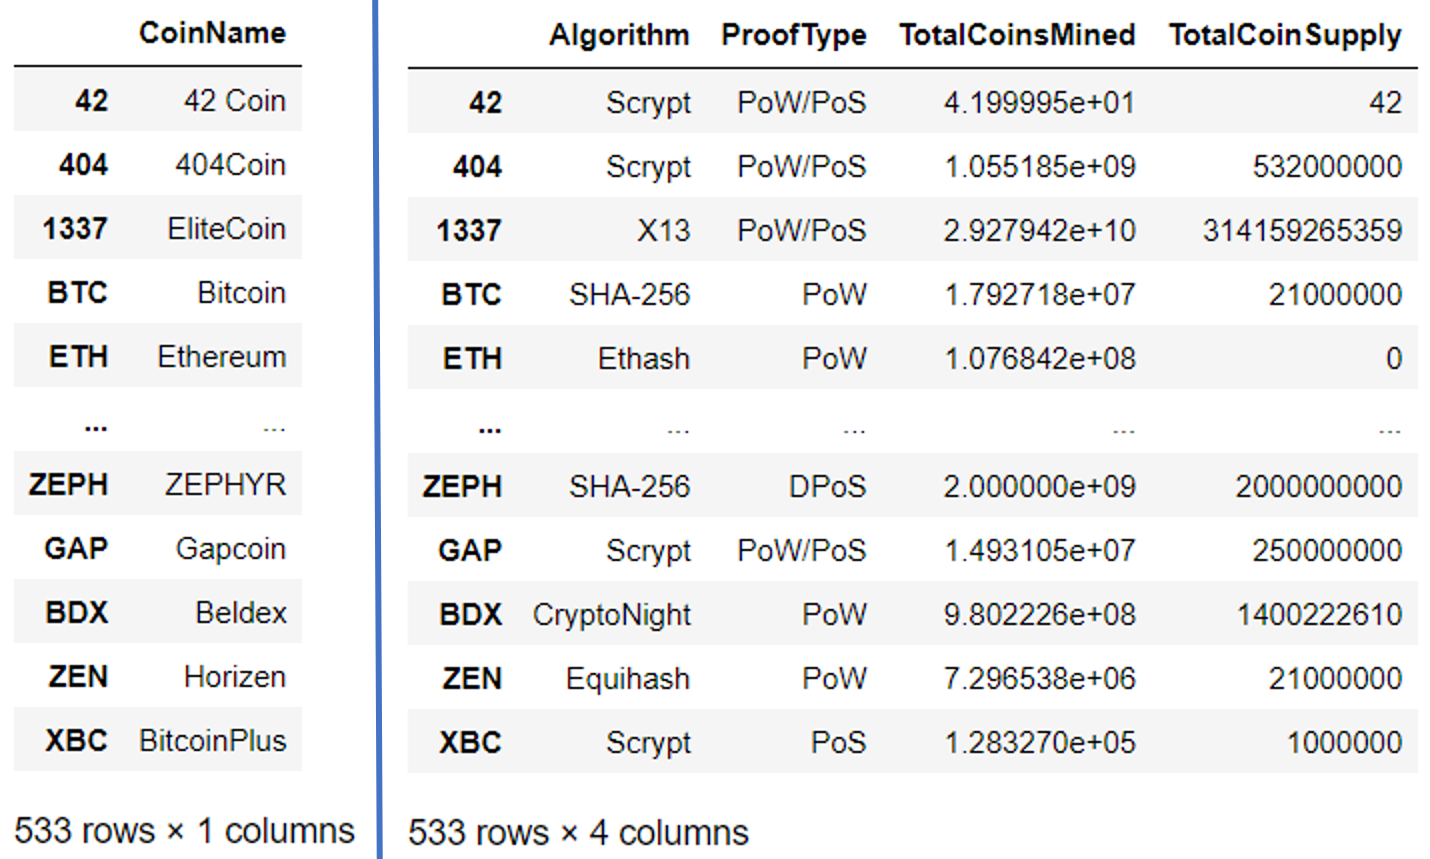 CoinName
42 42 Coin
404 404Coin
1337 EliteCoin
BTC Bitcoin
ETH Ethereum
... ...
ZEPH ZEPHYR
GAP Gapcoin
BDX Beldex
ZEN Horizen
XBC BitcoinPlus
533 rows × 1 columns
Algorithm ProofType TotalCoinsMined TotalCoinSupply
42 Scrypt PoW/PoS 4.199995e+01 42
404 Scrypt PoW/PoS 1.055185e+09 532000000
1337 X13 PoW/PoS 2.927942e+10 314159265359
BTC SHA-256 PoW 1.792718e+07 21000000
ETH Ethash PoW 1.076842e+08 0
... ... ... ... ...
ZEPH SHA-256 DPoS 2.000000e+09 2000000000
GAP Scrypt PoW/PoS 1.493105e+07 250000000
BDX CryptoNight PoW 9.802226e+08 1400222610
ZEN Equihash PoW 7.296538e+06 21000000
XBC Scrypt PoS 1.283270e+05 1000000
533 rows × 4 columns